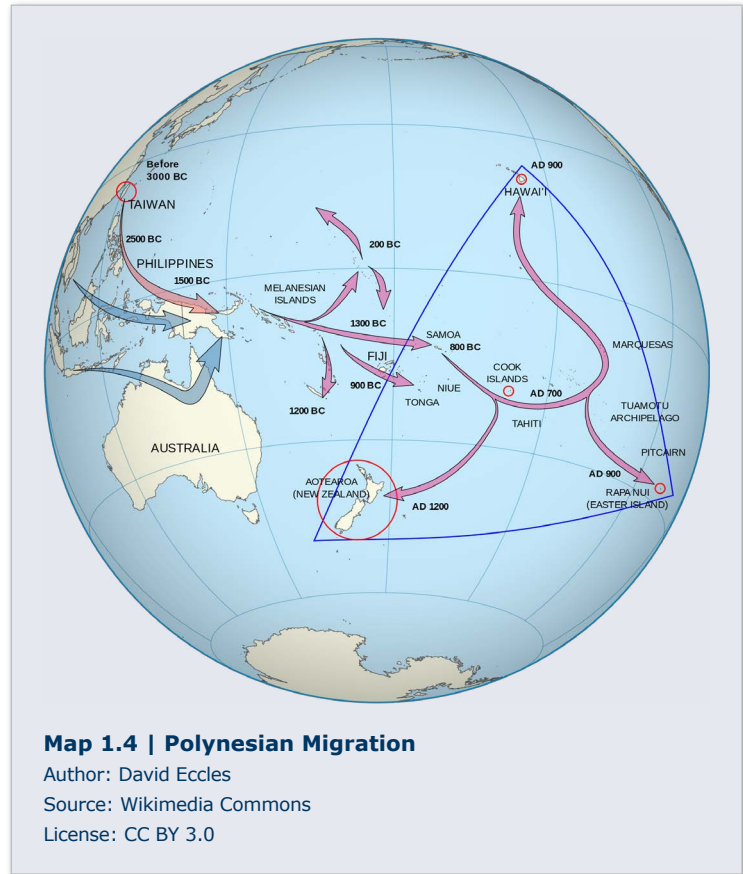 Before
3000 BC
TAIWAN
2500 BC
PHILIPPINES
1500 BC
AD 900
HAWAI'I
200 BC
MELANESIAN
ISLANDS
1300 BC
SAMOA
800 BC
FIJI
900 BC
1200 BC
NIUE
TONGA
COOK
ISLANDS
AD 700
TAHITI
MARQUESAS
TUAMOTU
ARCHIPELAGO
PITCAIRN
AD 900
RAPA NUI
(EASTER ISLAND)
AUSTRALIA
AOTEAROA
(NEW ZEALAND)
AD 1200
Map 1.4 | Polynesian Migration
Author: David Eccles
Source: Wikimedia Commons
License: CC BY 3.0